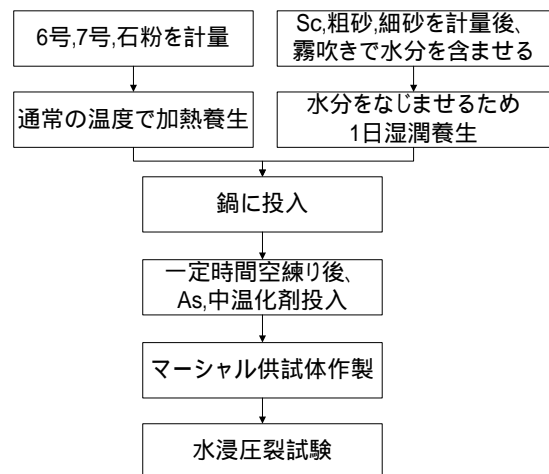 6号,7号,石粉を計量
Sc,粗砂,細砂を計量後、
霧吹きで水分を含ませる
通常の温度で加熱養生
水分をなじませるため
1日湿潤養生
鍋に投入
一定時間空練り後、
As,中温化剤投入
マーシャル供試体作製
水浸圧裂試験